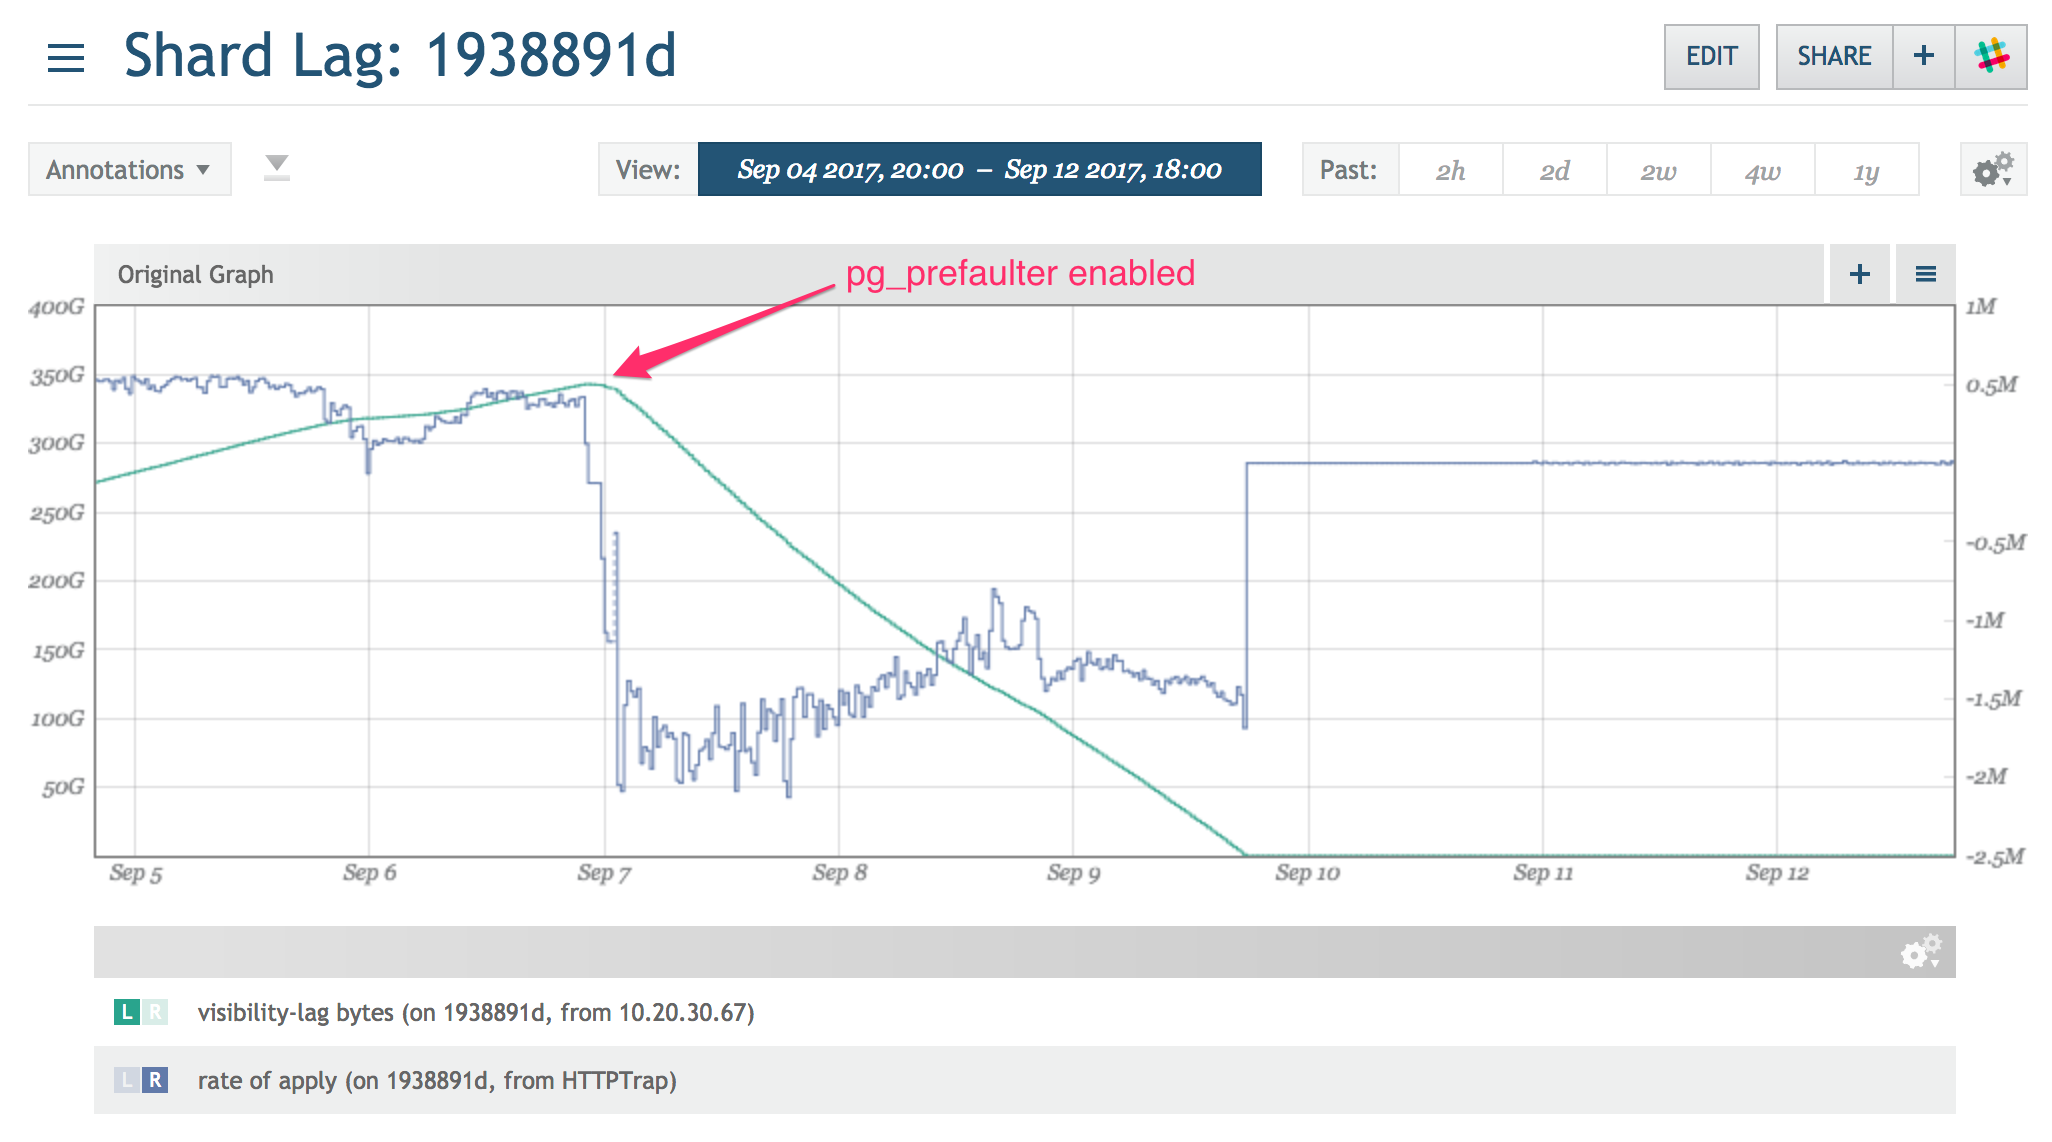 Shard Lag: 1938891d
EDIT
SHARE
+
Annotations
View:
Sep 04 2017, 20:00 – Sep 12 2017, 18:00
Past:
2h
2d
2w
4w
1y
Original Graph
pg_prefaulter enabled
+
400G
350G
300G
250G
200G
150G
100G
50G
1M
0.5M
-0.5M
-1M
-1.5M
-2M
-2.5M
Sep 5
Sep 6
Sep 7
Sep 8
Sep 9
Sep 10
Sep 11
Sep 12
L R visibility-lag bytes (on 1938891d, from 10.20.30.67)
L R rate of apply (on 1938891d, from HTTPTrap)